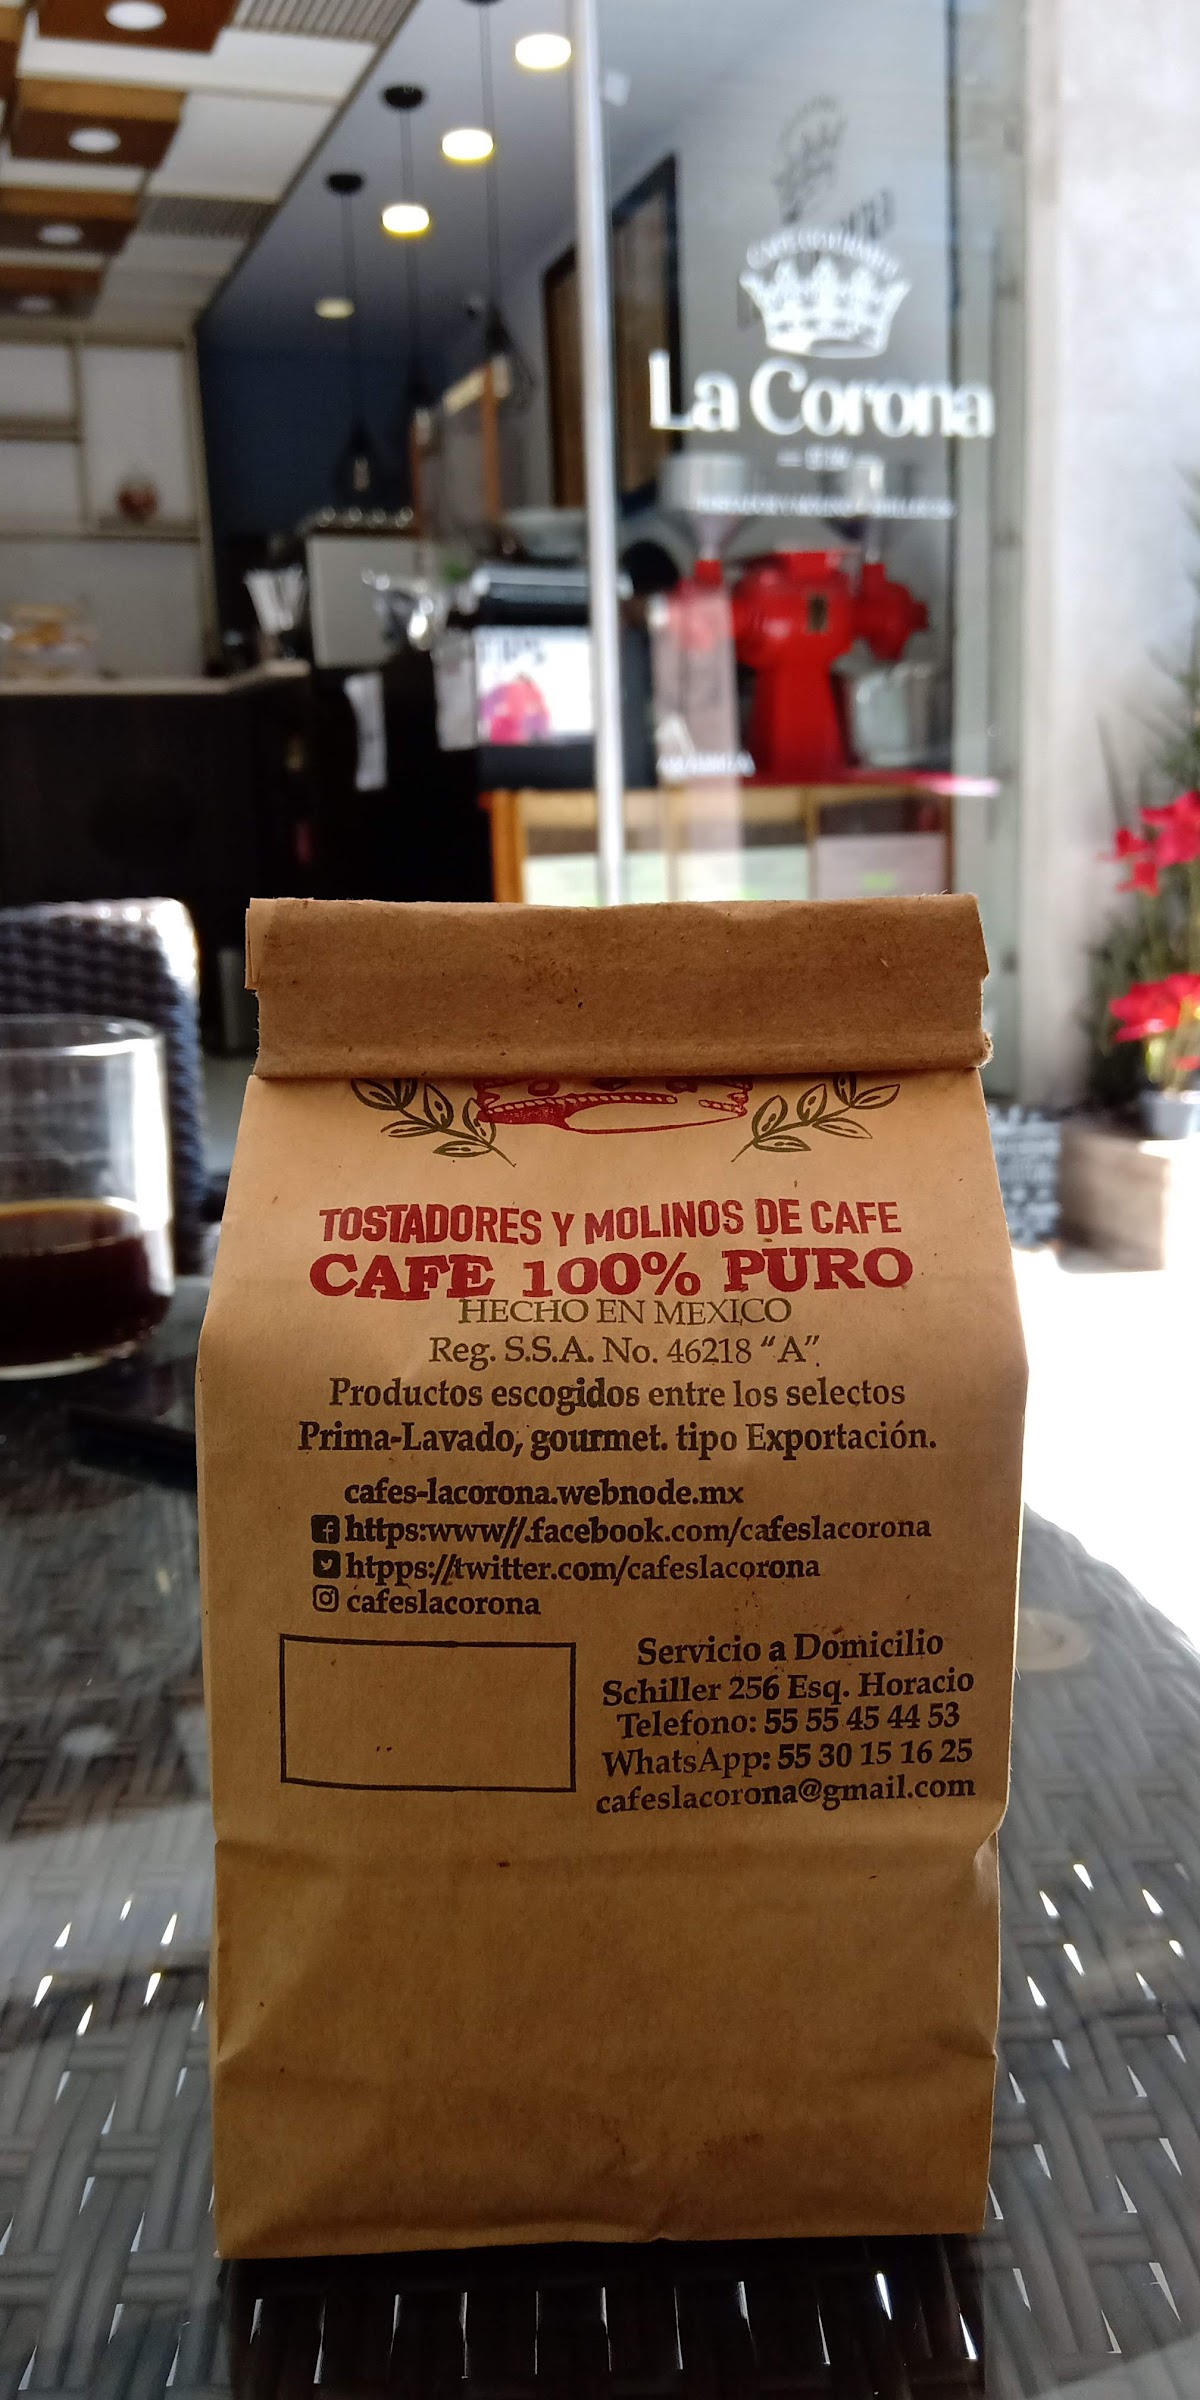 La Corona
TOSTADORES Y MOLINOS DE CAFE
CAFE 100% PURO
HECHO EN MEXICO
Reg. S.S.A. No. 46218 "A".
Productos escogidos entre los selectos
Prima-Lavado, gourmet. tipo Exportación.
cafes-lacorona.webnode.mx
https:www//.facebook.com/cafeslacorona
htpps://twitter.com/cafeslacorona
cafeslacorona
Servicio a Domicilio
Schiller 256 Esq. Horacio
Telefono: 55 55 45 44 53
WhatsApp: 55 30 15 16 25
cafeslacorona@gmail.com